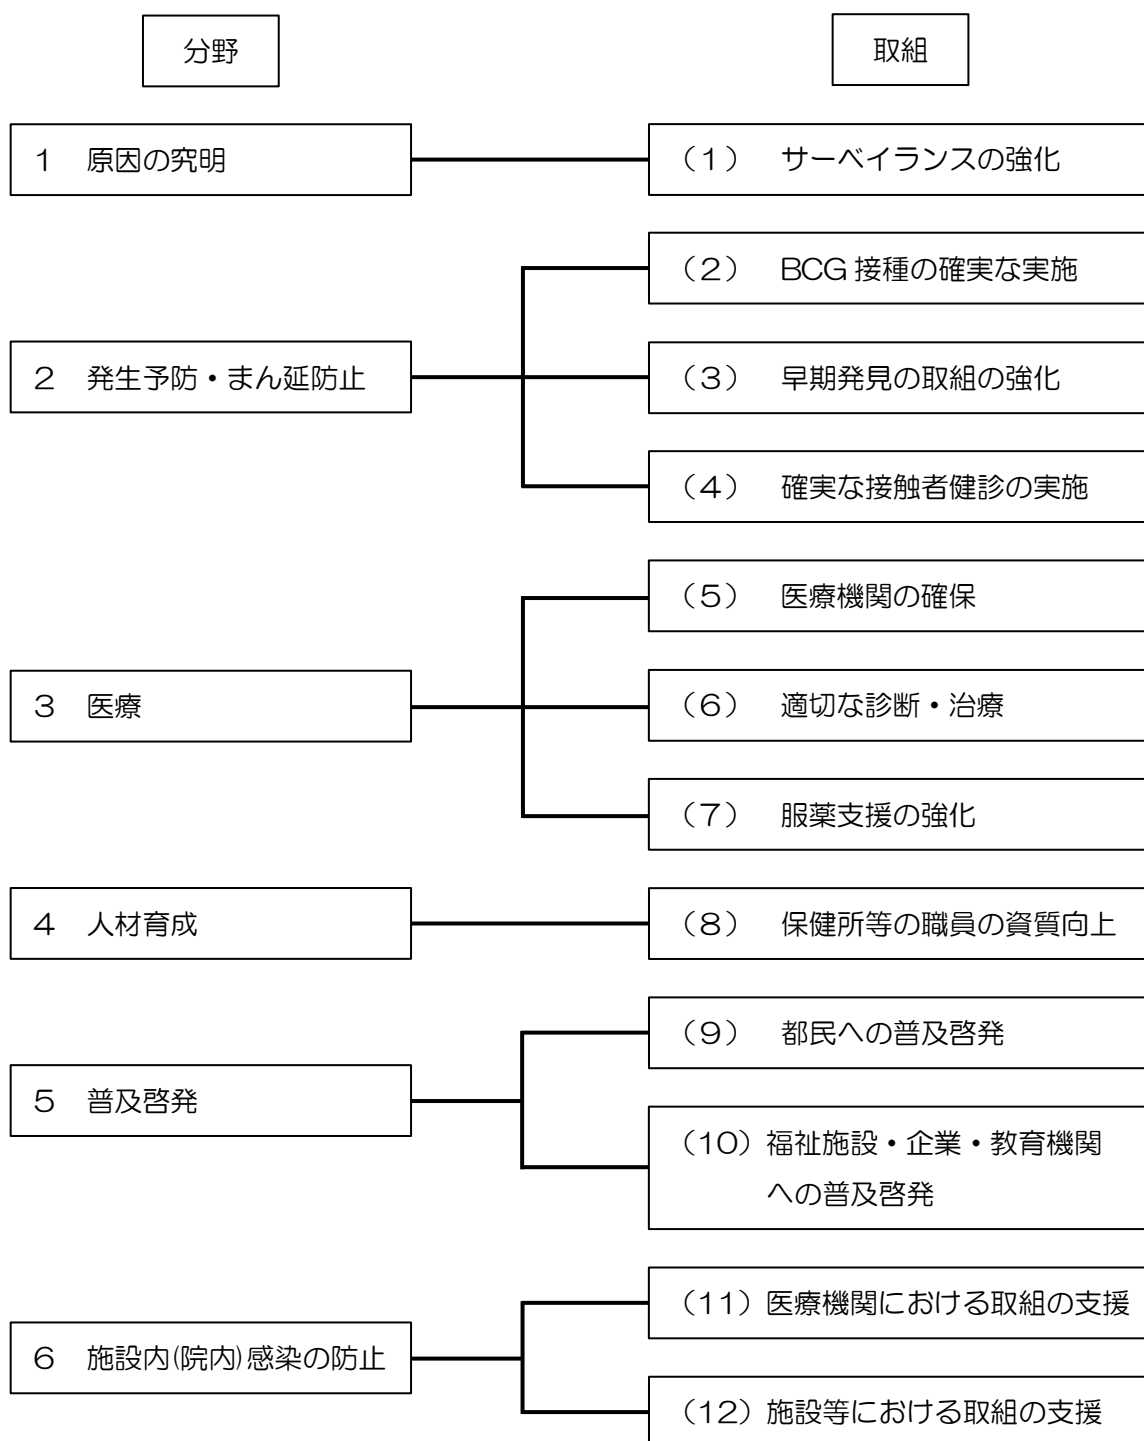 分野
取組
1 原因の究明
（1） サーベイランスの強化
2 発生予防・まん延防止
（2） BCG 接種の確実な実施
（3） 早期発見の取組の強化
（4） 確実な接触者健診の実施
3 医療
（5） 医療機関の確保
（6） 適切な診断・治療
（7） 服薬支援の強化
4 人材育成
（8） 保健所等の職員の資質向上
5 普及啓発
（9） 都民への普及啓発
（10）福祉施設・企業・教育機関
への普及啓発
6 施設内(院内)感染の防止
（11）医療機関における取組の支援
（12）施設等における取組の支援